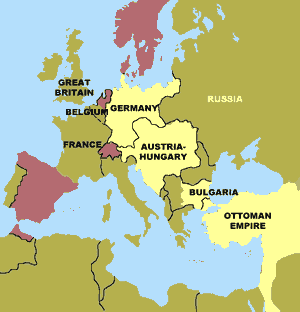 GREAT
BRITAIN
BELGIUM
GERMANY
RUSSIA
FRANCE
AUSTRIA-
HUNGARY
BULGARIA
OTTOMAN
EMPIRE